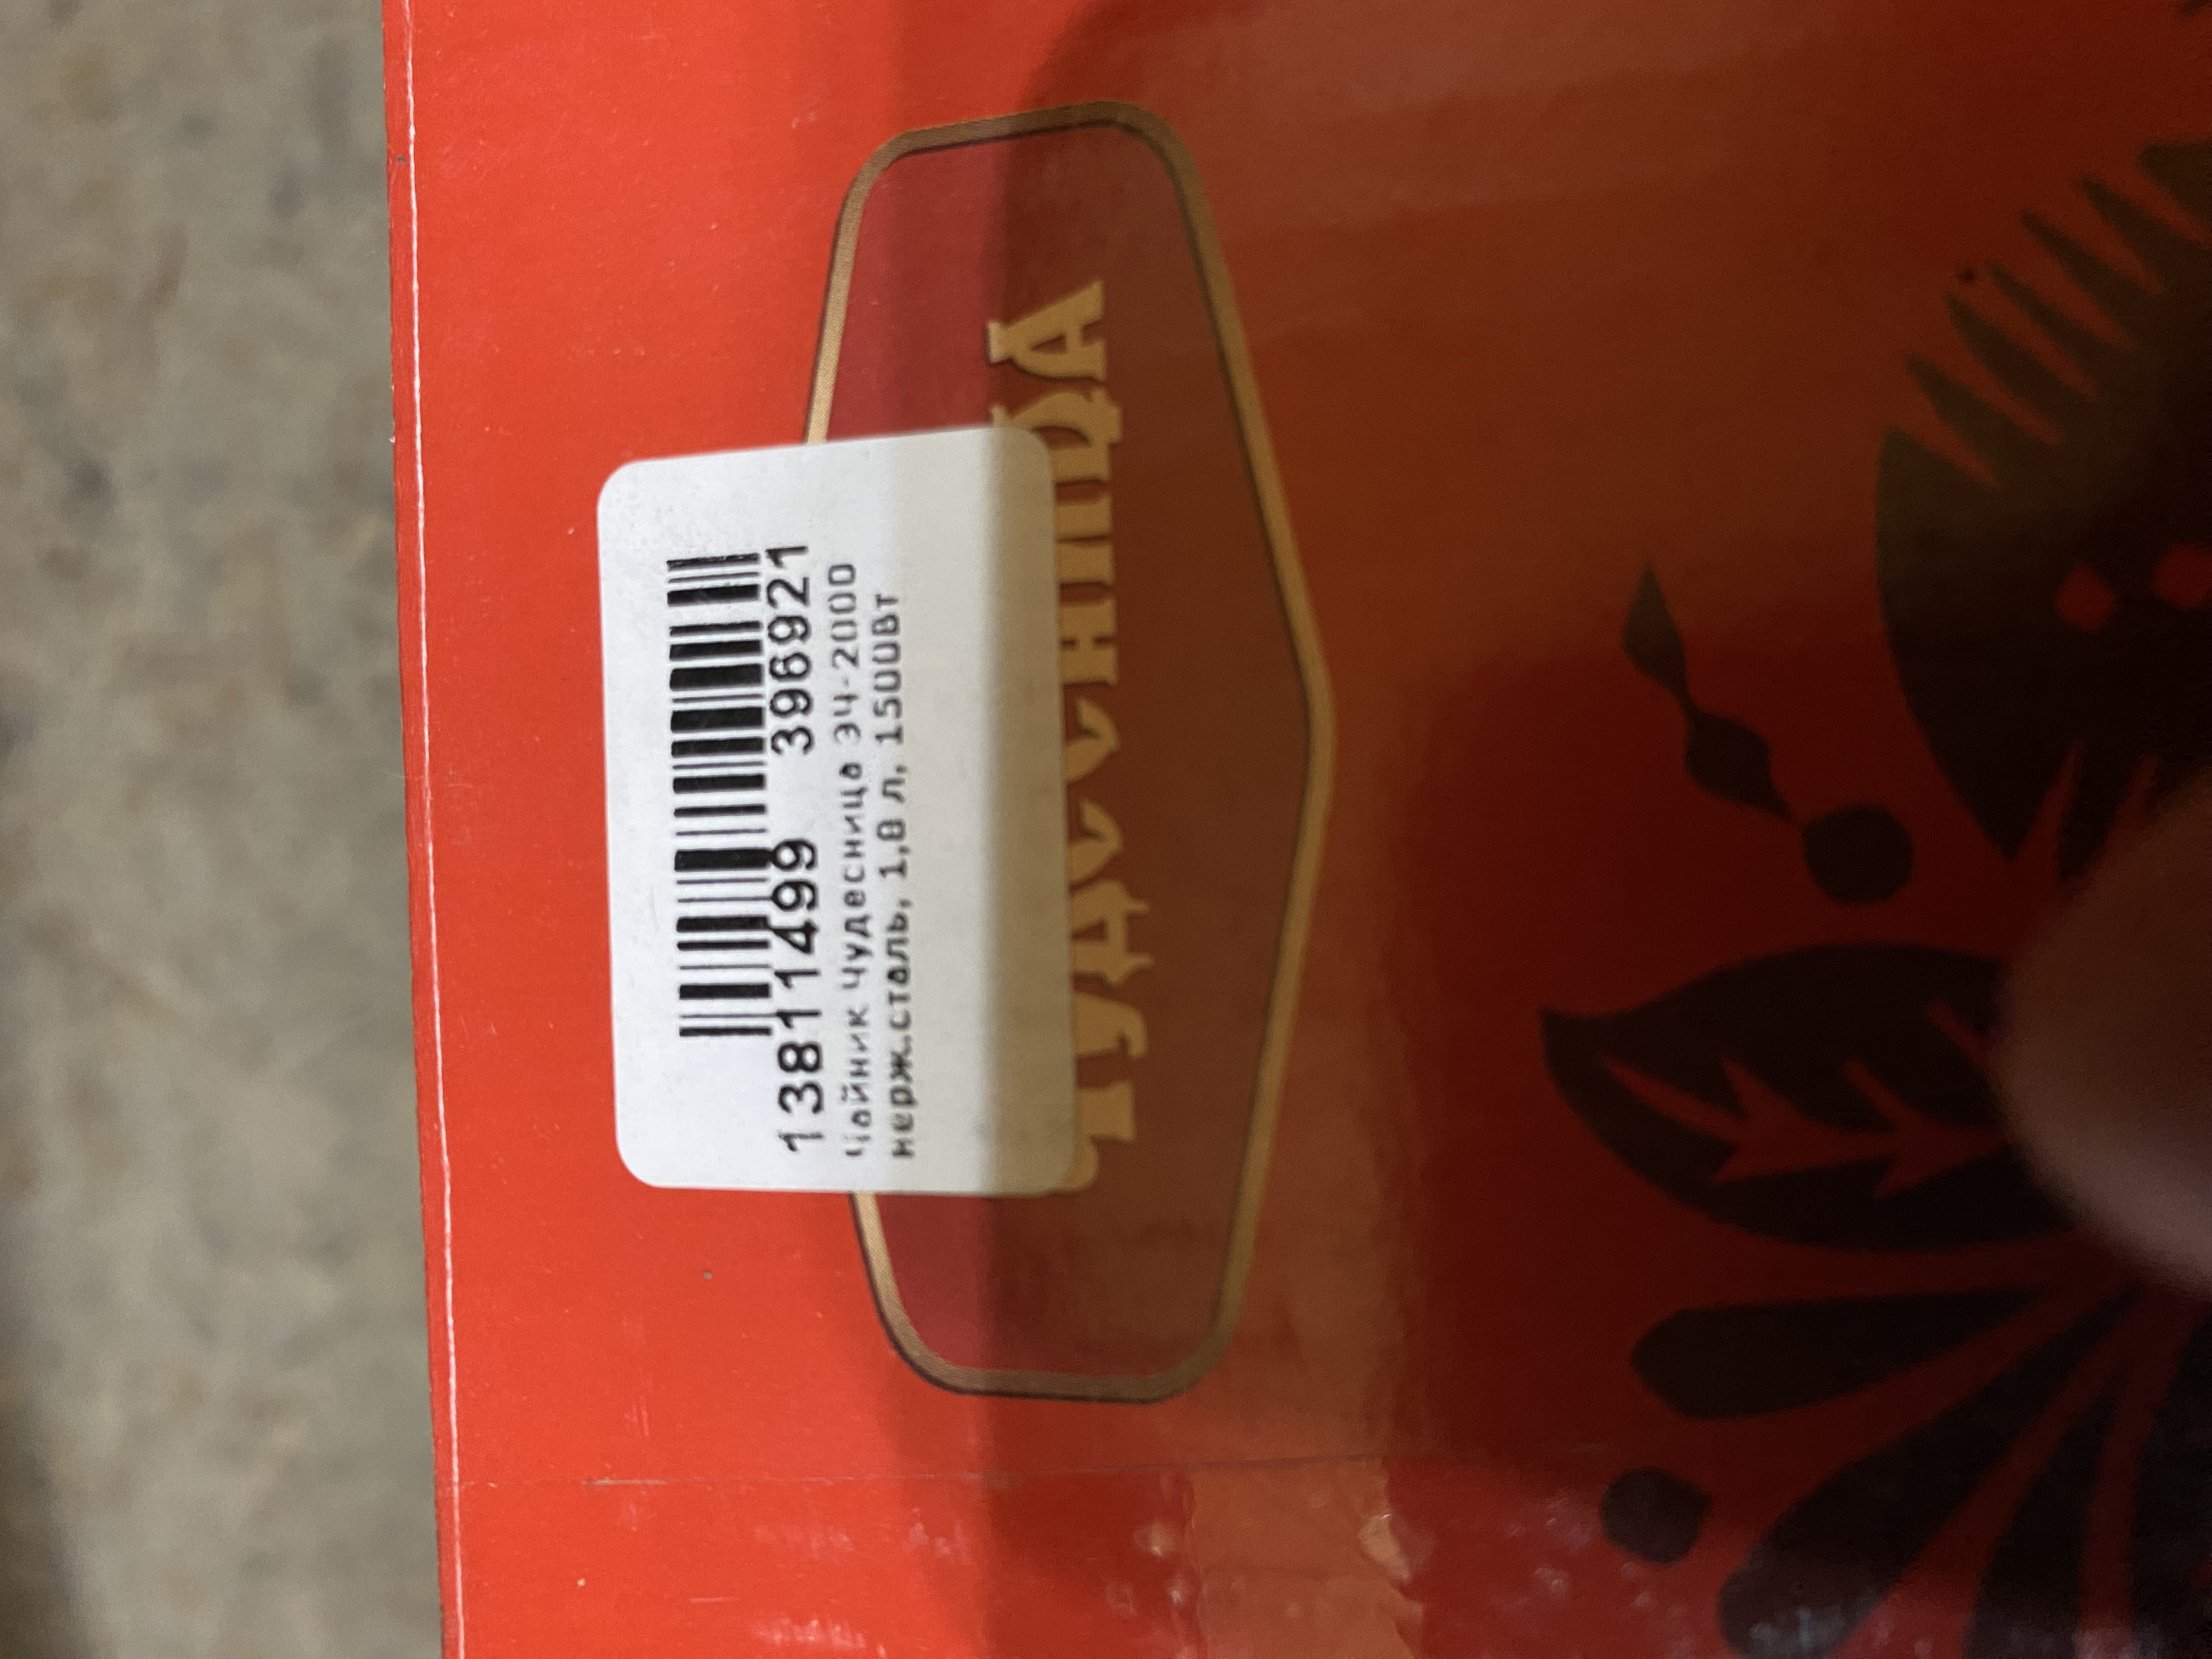 13811499 396921
Чайник Чудесница ЭЧ-2000
нерж.сталь, 1,8 л, 1500Вт
ЧУДЕСНИЦА